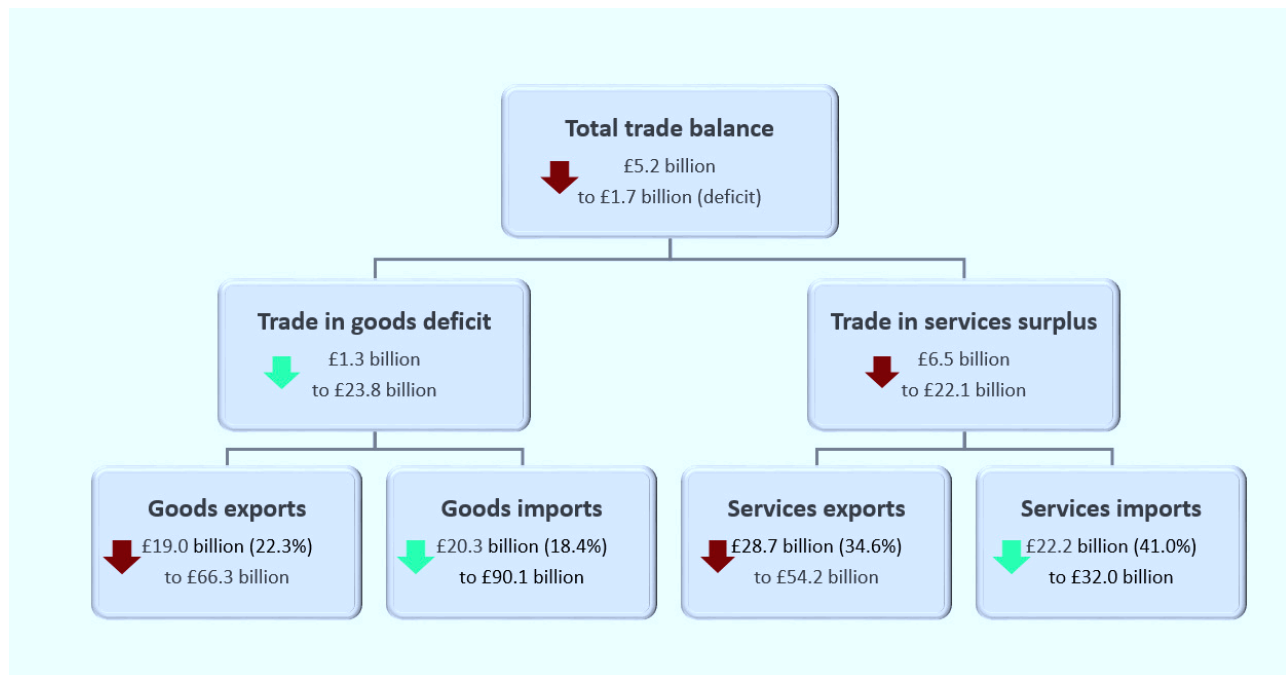 Total trade balance
£5.2 billion
to £1.7 billion (deficit)
Trade in goods deficit
£1.3 billion
to £23.8 billion
Trade in services surplus
£6.5 billion
to £22.1 billion
Goods exports
£19.0 billion (22.3%)
to £66.3 billion
Goods imports
£20.3 billion (18.4%)
to £90.1 billion
Services exports
£28.7 billion (34.6%)
to £54.2 billion
Services imports
£22.2 billion (41.0%)
to £32.0 billion